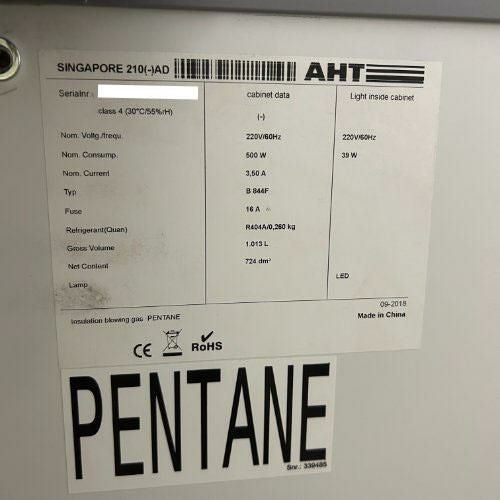 SINGAPORE 210(-)AD AHT
Serialnr.: cabinet data Light inside cabinet
class 4 (30°C/55%rH) (-)
Nom. Voltg./frequ. 220V/60Hz 220V/60Hz
Nom. Consump. 500 W 39 W
Nom. Current 3,50 A
Typ B 844F
Fuse 16 A
Refrigerant(Quan) R404A/0,260 kg
Gross Volume 1.013 L
Net Content 724 dm³
Lamp LED
09-2018
Insulation blowing gas PENTANE Made in China
CE RoHS
PENTANE
Snr.: 339485